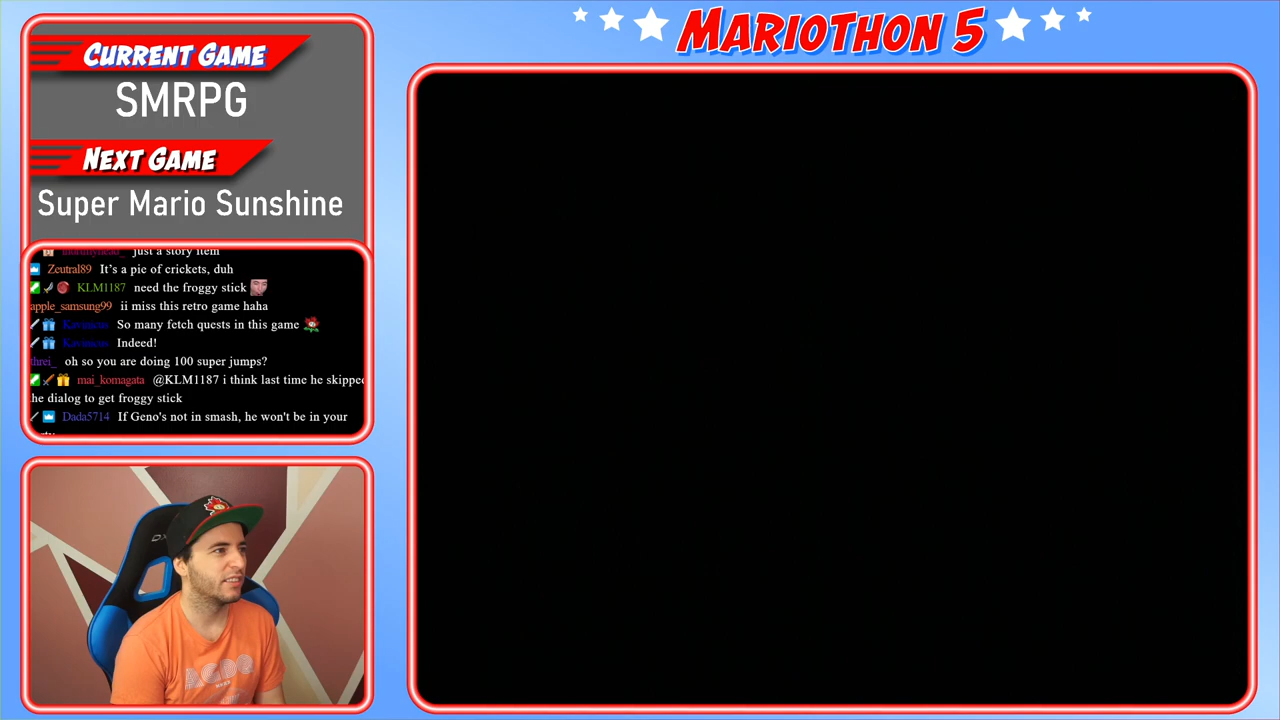 MARIOTHON 5
CURRENT GAME
SMRPG
NEXT GAME
Super Mario Sunshine
just a story item
Zeutral89 It's a pie of crickets, duh
KLM1187 need the froggy stick
apple_samsung99 ii miss this retro game haha
So many fetch quests in this game
Indeed!
threi_ oh so you are doing 100 super jumps?
mai_komagata @KLM1187 i think last time he skipped
he dialog to get froggy stick
Dada5714 If Geno's not in smash, he won't be in your
AGDQ